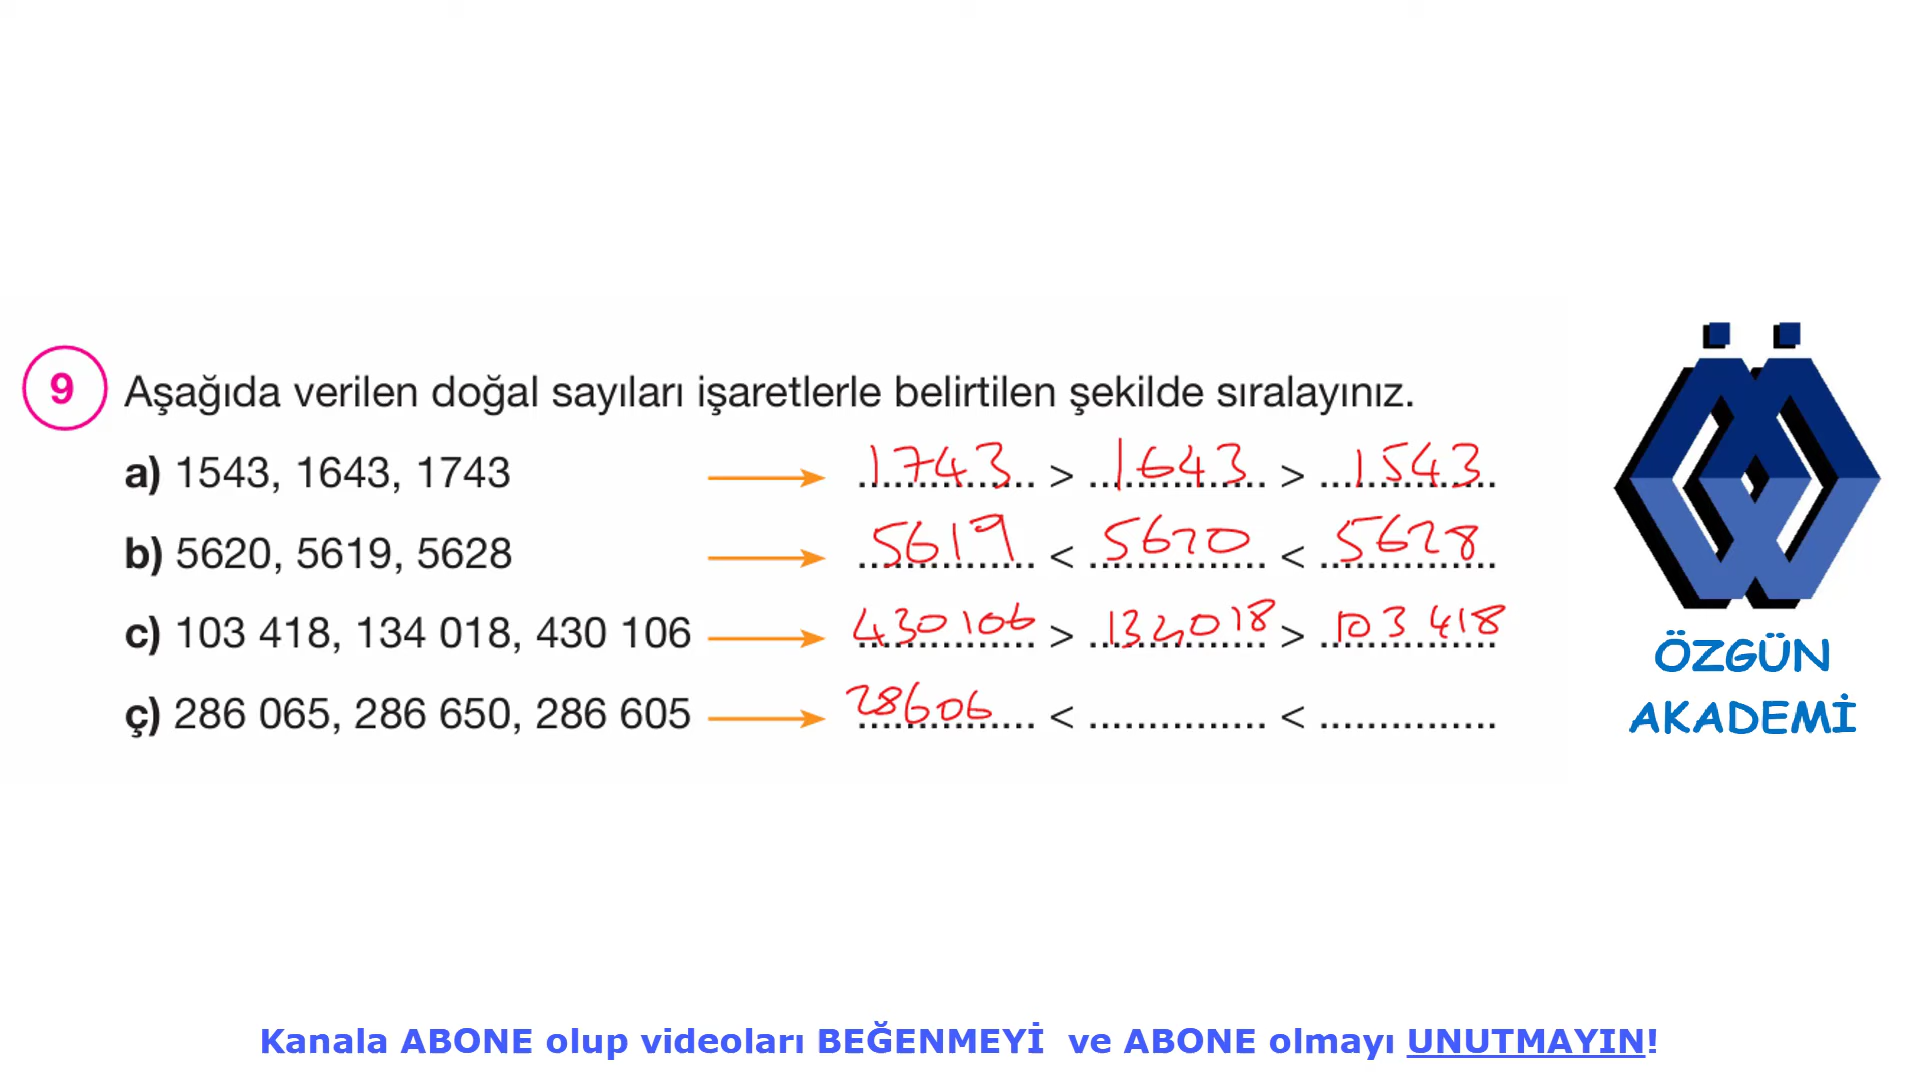 9 Aşağıda verilen doğal sayıları işaretlerle belirtilen şekilde sıralayınız.
a) 1543, 1643, 1743 1743 > 1643 > 1543
b) 5620, 5619, 5628 5619 < 5620 < 5628
c) 103 418, 134 018, 430 106 430 106 > 134018 > 103 418
ç) 286 065, 286 650, 286 605 28606 < ............... < ...............
ÖZGÜN
AKADEMİ
Kanala ABONE olup videoları BEĞENMEYİ ve ABONE olmayı UNUTMAYIN!